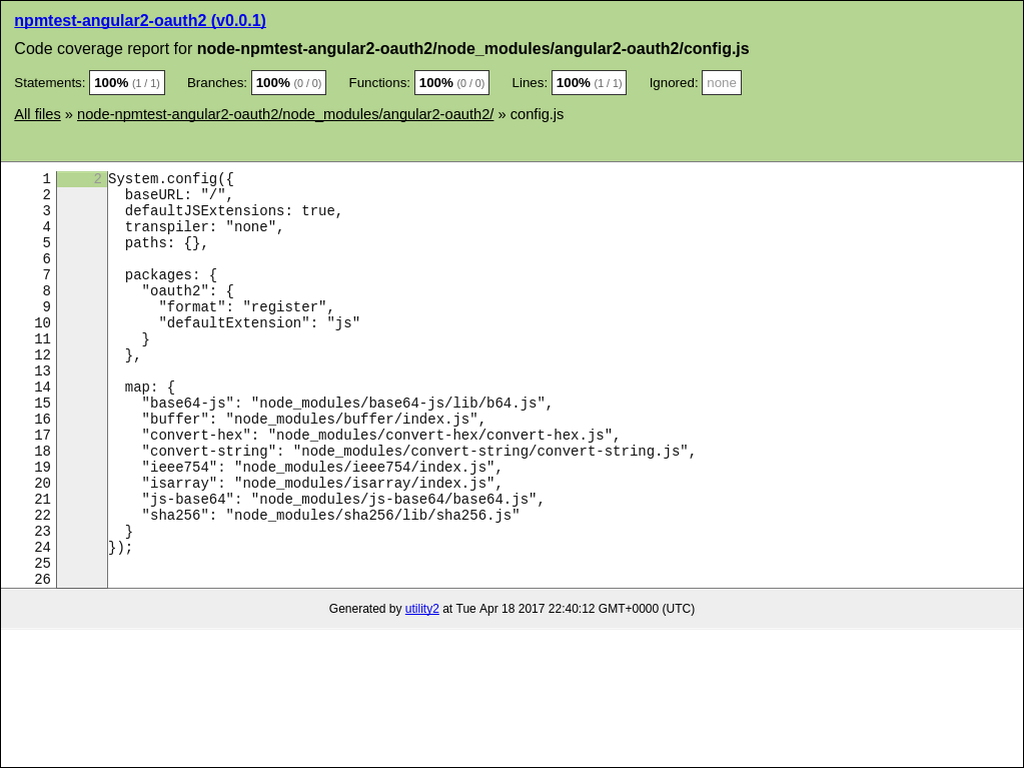 npmtest-angular2-oauth2 (v0.0.1)
Code coverage report for node-npmtest-angular2-oauth2/node_modules/angular2-oauth2/config.js
Statements: 100% (1 / 1) Branches: 100% (0 / 0) Functions: 100% (0 / 0) Lines: 100% (1 / 1) Ignored: none
All files » node-npmtest-angular2-oauth2/node_modules/angular2-oauth2/ » config.js
1 2 System.config({
2 baseURL: "/",
3 defaultJSExtensions: true,
4 transpiler: "none",
5 paths: {},
6
7 packages: {
8 "oauth2": {
9 "format": "register",
10 "defaultExtension": "js"
11 }
12 },
13
14 map: {
15 "base64-js": "node_modules/base64-js/lib/b64.js",
16 "buffer": "node_modules/buffer/index.js",
17 "convert-hex": "node_modules/convert-hex/convert-hex.js",
18 "convert-string": "node_modules/convert-string/convert-string.js",
19 "ieee754": "node_modules/ieee754/index.js",
20 "isarray": "node_modules/isarray/index.js",
21 "js-base64": "node_modules/js-base64/base64.js",
22 "sha256": "node_modules/sha256/lib/sha256.js"
23 }
24 });
25
26
Generated by utility2 at Tue Apr 18 2017 22:40:12 GMT+0000 (UTC)